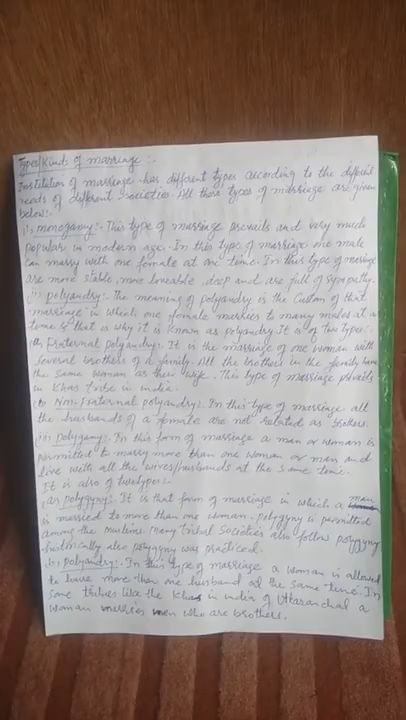 Types/Kinds of marriage :-
Institution of marriage has different types according to the different
needs of different societies. All these types of marriage are given
below:-
i) monogamy:- This type of marriage prevails and very much
popular in modern age. In this type of marriage one male
can marry with one female at one time. In this type of marriage
are more stable, more loveable, deep and are full of sympathy.
ii) polyandry:- The meaning of polyandry is the custom of that
marriage in which one female marries to many males at a
time & that is why it is known as polyandry. It is of two types:-
(a) Fraternal polyandry:- It is the marriage of one woman with
several brothers of a family. All the brothers in the family have
the same woman as their wife. This type of marriage prevails
in Khas tribe in india.
(b) Non-fraternal polyandry:- In this type of marriage all
the husbands of a female are not related as brothers.
iii) polygamy:- In this form of marriage a man or woman is
permitted to marry more than one woman or man and
live with all the wives/husbands at the same time.
It is also of two types:-
(a) polygyny:- It is that form of marriage in which a man
is married to more than one woman. polygyny is permitted
among the muslims. many tribal societies also follow polygyny
historically also polygyny was practiced.
polyandry:- In this type of marriage a woman is allowed
to have more than one husband at the same time. In
some tribes like the Khas in india of Uttaranchal a
woman marries men who are brothers.